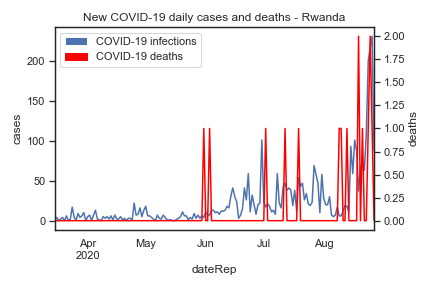 New COVID-19 daily cases and deaths - Rwanda
COVID-19 infections
COVID-19 deaths
200
150
100
50
0
cases
2.00
1.75
1.50
1.25
1.00
0.75
0.50
0.25
0.00
deaths
Apr
2020
May
Jun
Jul
Aug
dateRep